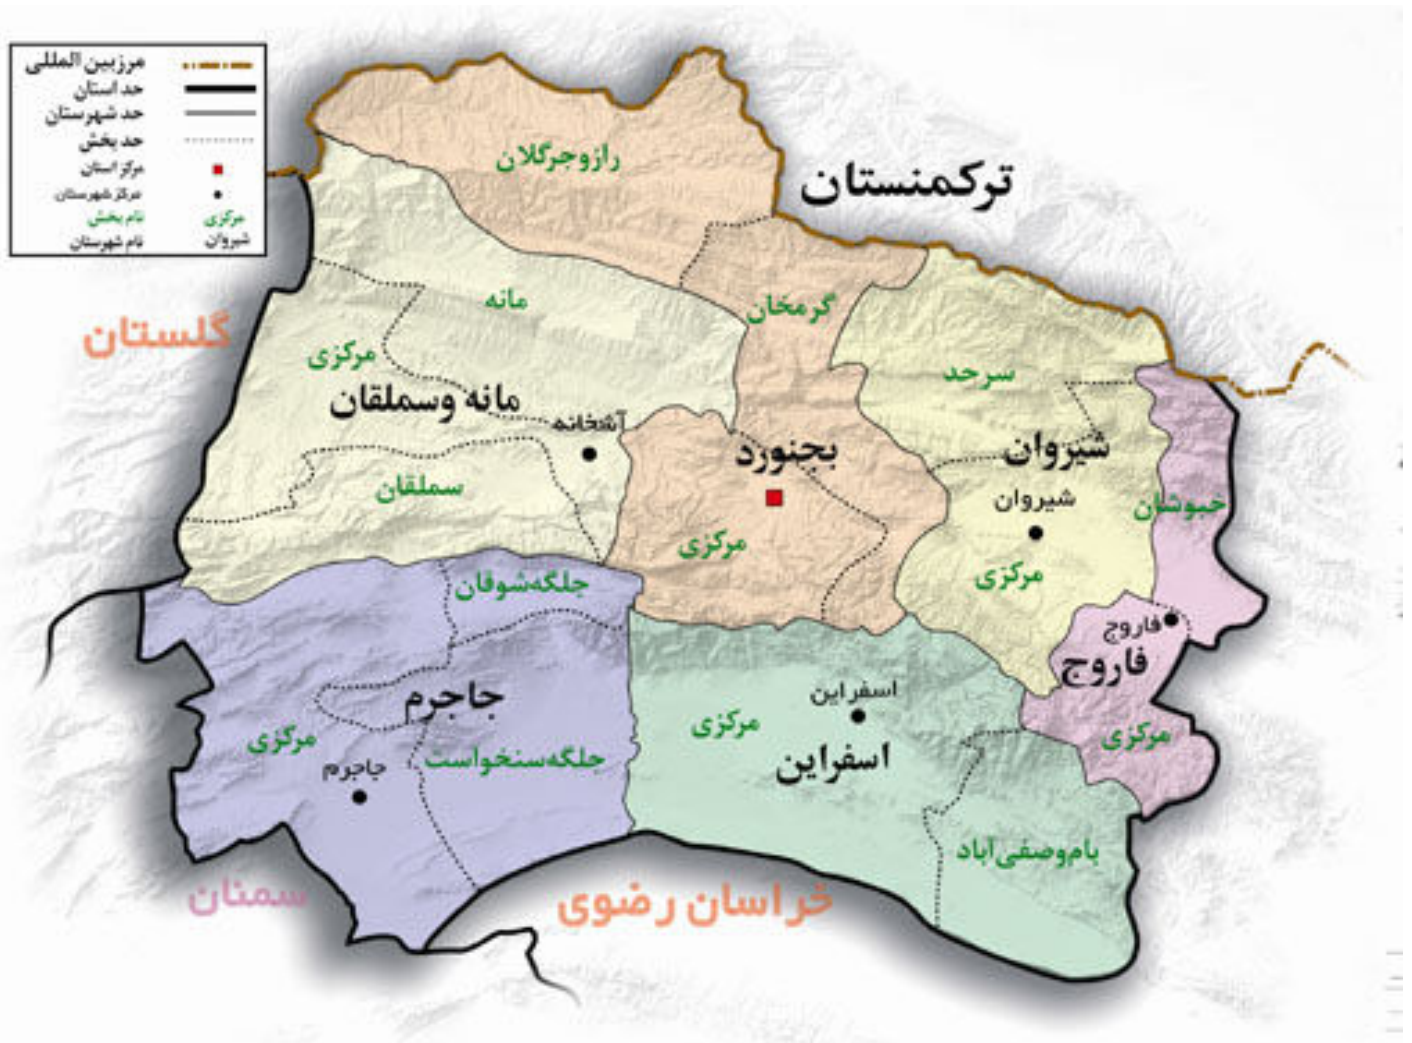 مرزبین المللی
حد استان
حد شهرستان
حد بخش
مرکز استان
مرکز شهرستان
مرکزی
نام بخش
شیروان
نام شهرستان
ترکمنستان
رازوجرگلان
گرمخان
مانه
مرکزی
مانه وسملقان
آشخانه
سملقان
گلستان
سرحد
شیروان
شیروان
مرکزی
خبوشان
بجنورد
مرکزی
جلگه‌شوقان
جاجرم
مرکزی
جاجرم
جلگه‌سنخواست
فاروج
فاروج
مرکزی
اسفراین
مرکزی
اسفراین
بام‌وصفی‌آباد
سمنان
خراسان رضوی